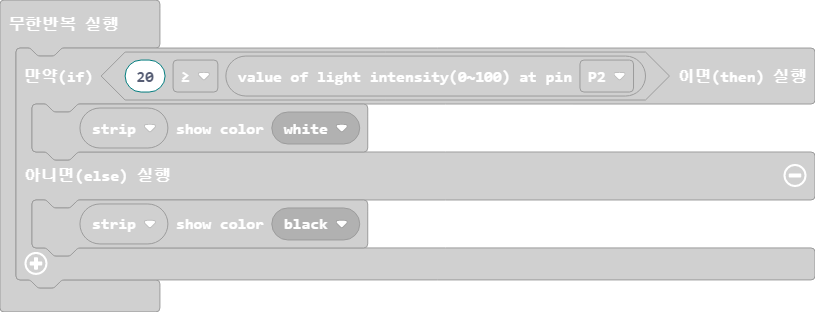 무한반복 실행
만약(if) 20 ≥ value of light intensity(0~100) at pin P2 이면(then) 실행
strip show color white
아니면(else) 실행
strip show color black